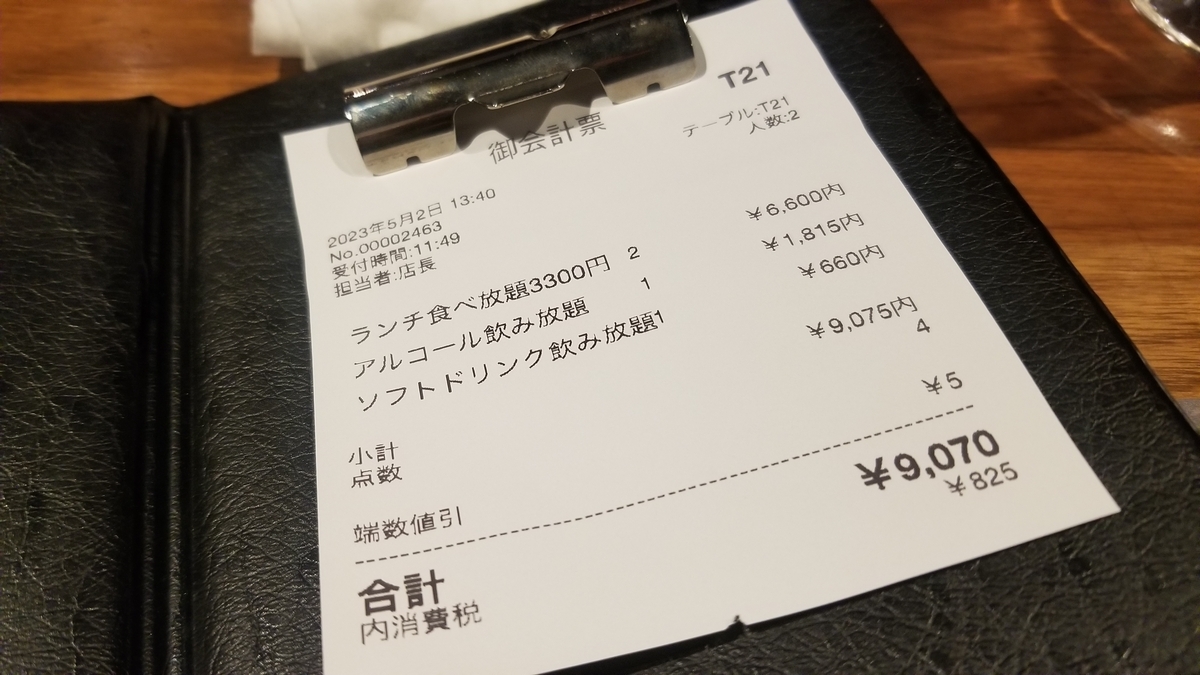 T21
御会計票
テーブル:T21
人数:2
2023年5月2日 13:40
No.00002463
受付時間:11:49
担当者:店長
ランチ食べ放題3300円 2 ¥6,600内
アルコール飲み放題 1 ¥1,815内
ソフトドリンク飲み放題1 ¥660内
小計 ¥9,075内
点数 4
端数値引 ¥5
合計 ¥9,070
内消費税 ¥825